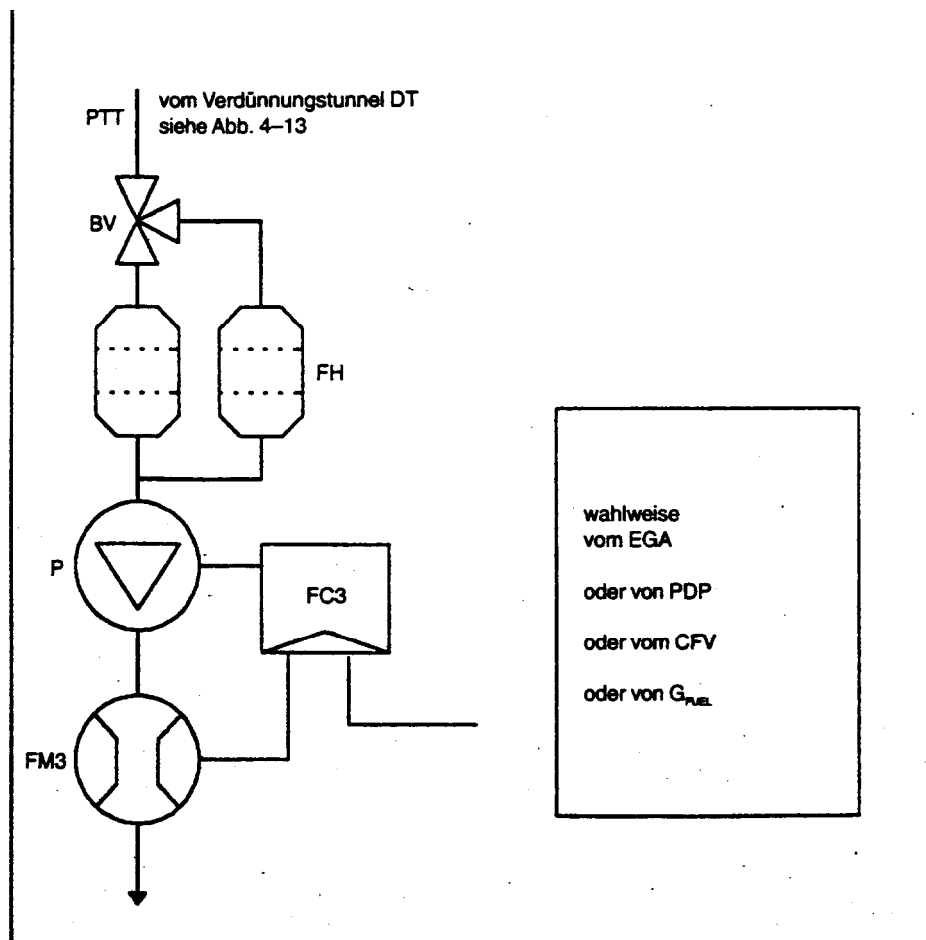 vom Verdünnungstunnel DT
PTT
siehe Abb. 4–13
BV
FH
wahlweise
vom EGA
P
oder von PDP
FC3
oder vom CFV
oder von G_FUEL
FM3